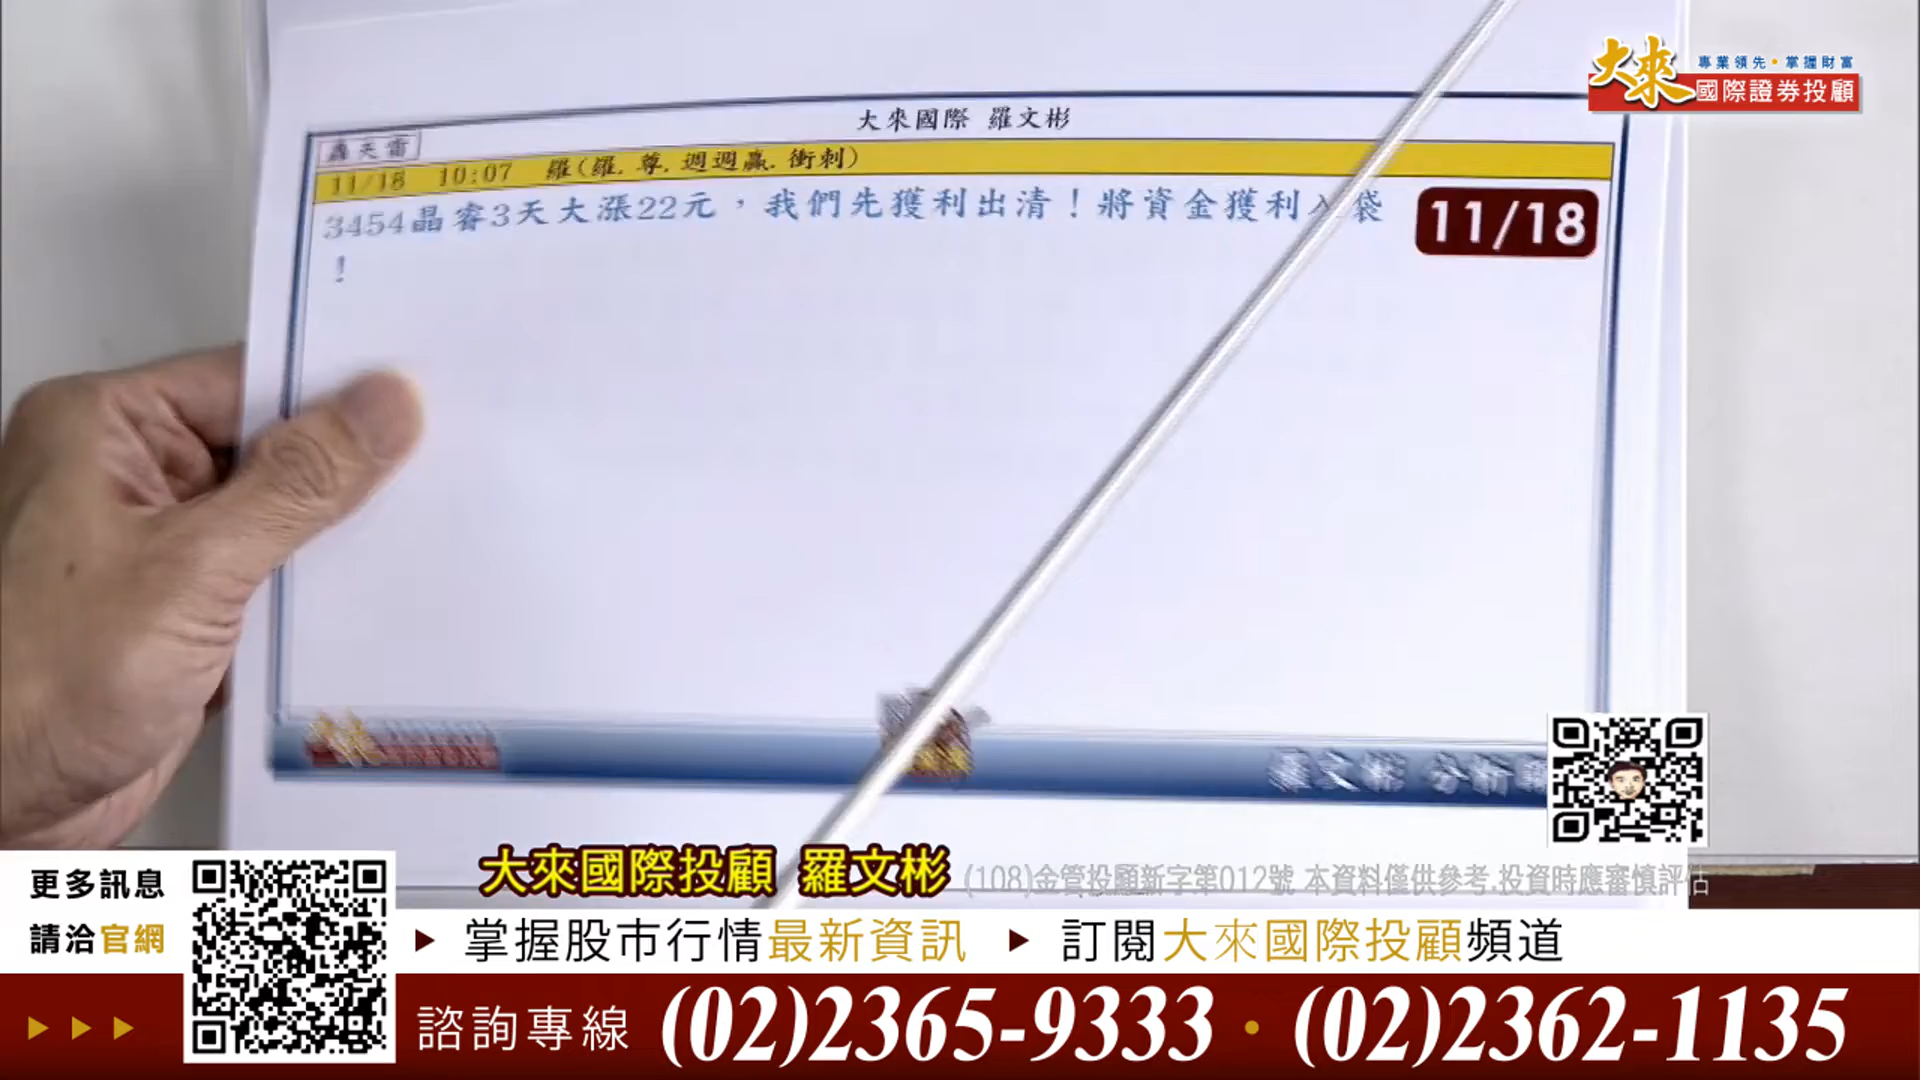 大來 專業領先•掌握財富
國際證券投顧
大來國際 羅文彬
轟天雷
11/18 10:07 羅(羅.尊.週週贏.衝刺)
3454晶睿3天大漲22元，我們先獲利出清！將資金獲利入袋
！
11/18
羅文彬 分析
大來國際投顧 羅文彬
(108)金管投顧新字第012號 本資料僅供參考.投資時應審慎評估
更多訊息
請洽官網
掌握股市行情最新資訊
訂閱大來國際投顧頻道
諮詢專線 (02)2365-9333 • (02)2362-1135